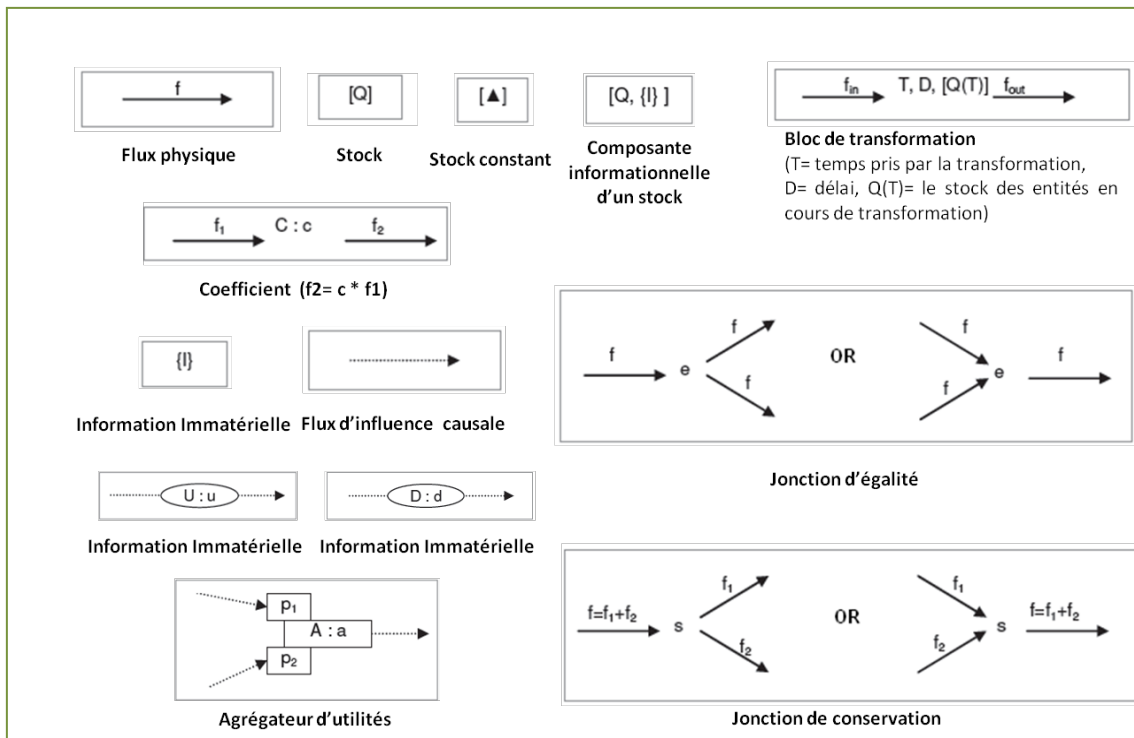 f
[Q]
[▲]
[Q, {I} ]
f_in T, D, [Q(T)] f_out
Flux physique
Stock
Stock constant
Composante
informationnelle
d'un stock
Bloc de transformation
(T= temps pris par la transformation,
D= délai, Q(T)= le stock des entités en
cours de transformation)
f₁ C : c f₂
Coefficient (f2= c * f1)
{I}
Information Immatérielle
Flux d'influence causale
f e f f OR f f e f
Jonction d'égalité
U : u
D : d
Information Immatérielle
Information Immatérielle
p₁
A : a
p₂
Agrégateur d'utilités
f=f₁+f₂ s f₁ f₂ OR f₁ f₂ s f=f₁+f₂
Jonction de conservation